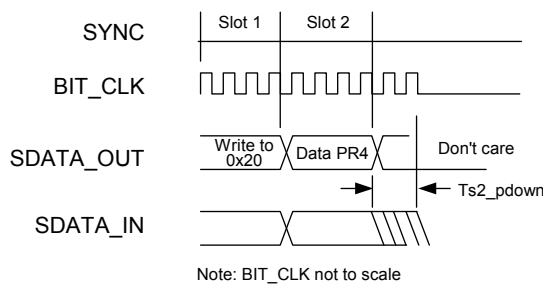 Slot 1 Slot 2
SYNC
BIT_CLK
SDATA_OUT
Write to
0x20
Data PR4
Don't care
Ts2_pdown
SDATA_IN
Note: BIT_CLK not to scale